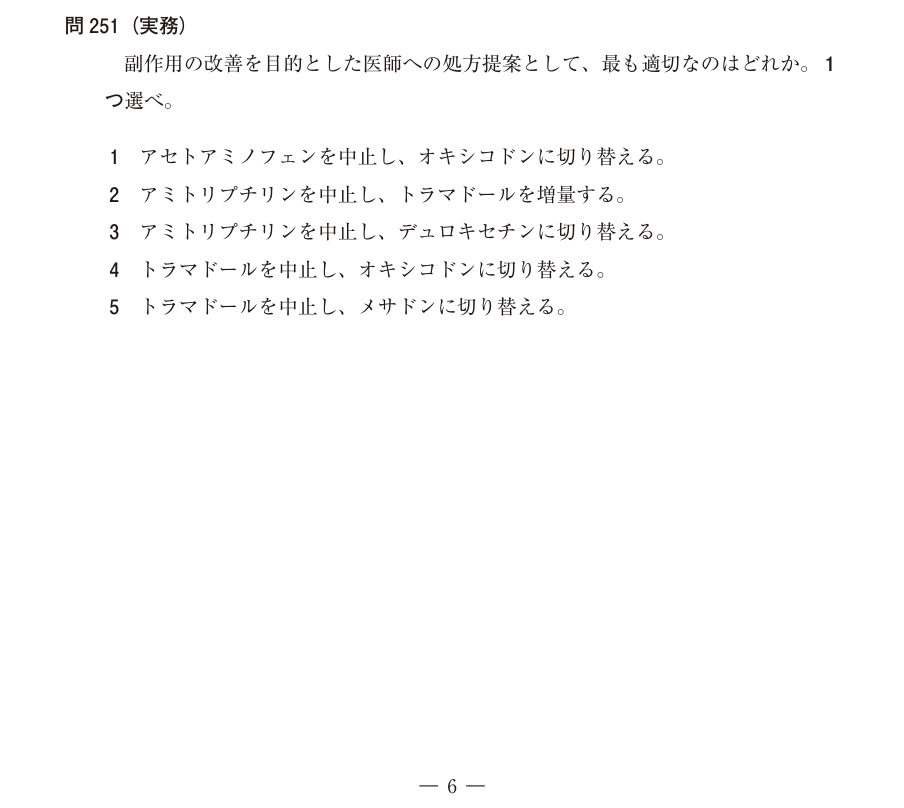 問 251（実務）
副作用の改善を目的とした医師への処方提案として、最も適切なのはどれか。1
つ選べ。
1 アセトアミノフェンを中止し、オキシコドンに切り替える。
2 アミトリプチリンを中止し、トラマドールを増量する。
3 アミトリプチリンを中止し、デュロキセチンに切り替える。
4 トラマドールを中止し、オキシコドンに切り替える。
5 トラマドールを中止し、メサドンに切り替える。
― 6 ―